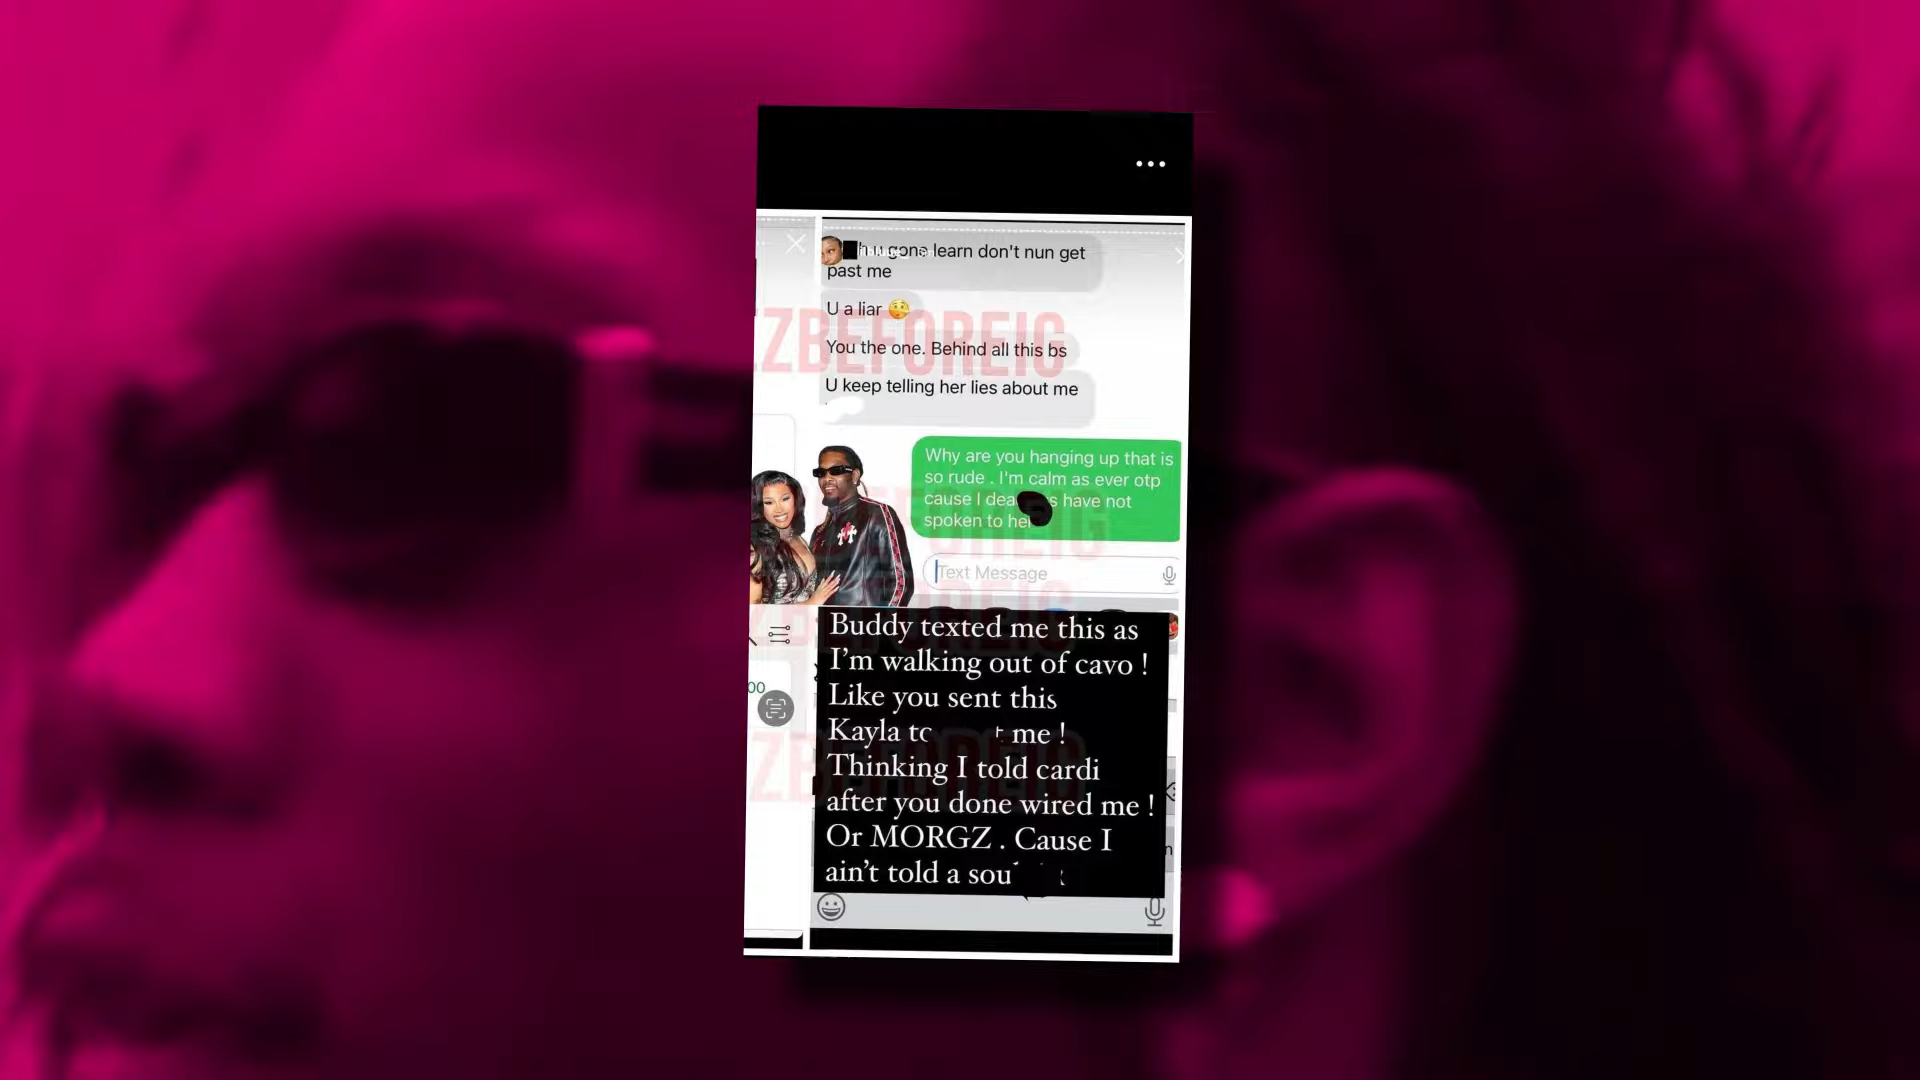 u gone learn don't nun get
past me
U a liar
You the one. Behind all this bs
U keep telling her lies about me
ZBEFOREIG
Why are you hanging up that is
so rude . I'm calm as ever otp
cause I have not
spoken to her
Text Message
Buddy texted me this as
I'm walking out of cavo !
Like you sent this
Kayla me !
Thinking I told cardi
after you done wired me !
Or MORGZ . Cause I
ain't told a
00